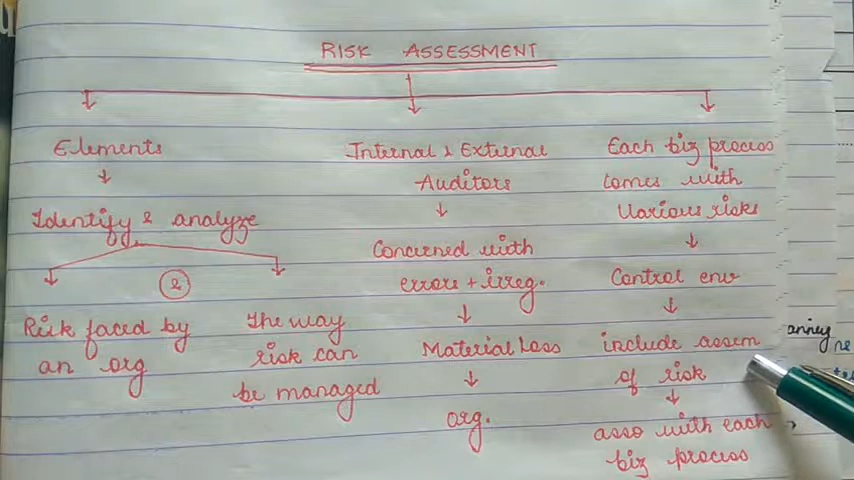 RISK ASSESSMENT
Elements
Identify & analyze
&
Risk faced by
an org
The way
risk can
be managed
Internal & External
Auditors
Concerned with
errors + irreg.
Material Loss
org.
Each biz process
comes with
Various risks
Control env
include assem
of risk
asso with each
biz process